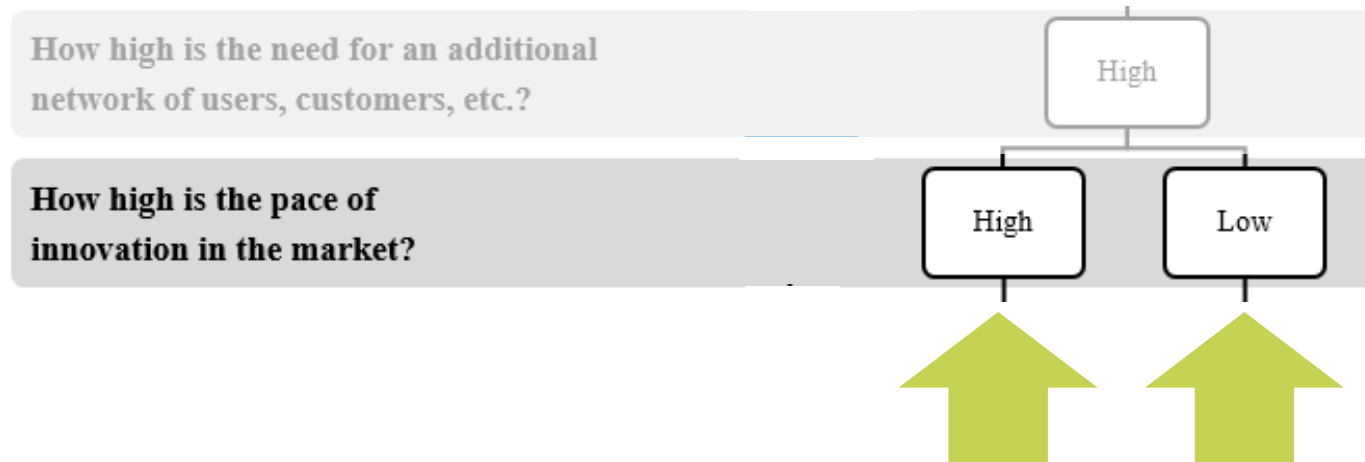 How high is the need for an additional
network of users, customers, etc.?
High
How high is the pace of
innovation in the market?
High
Low